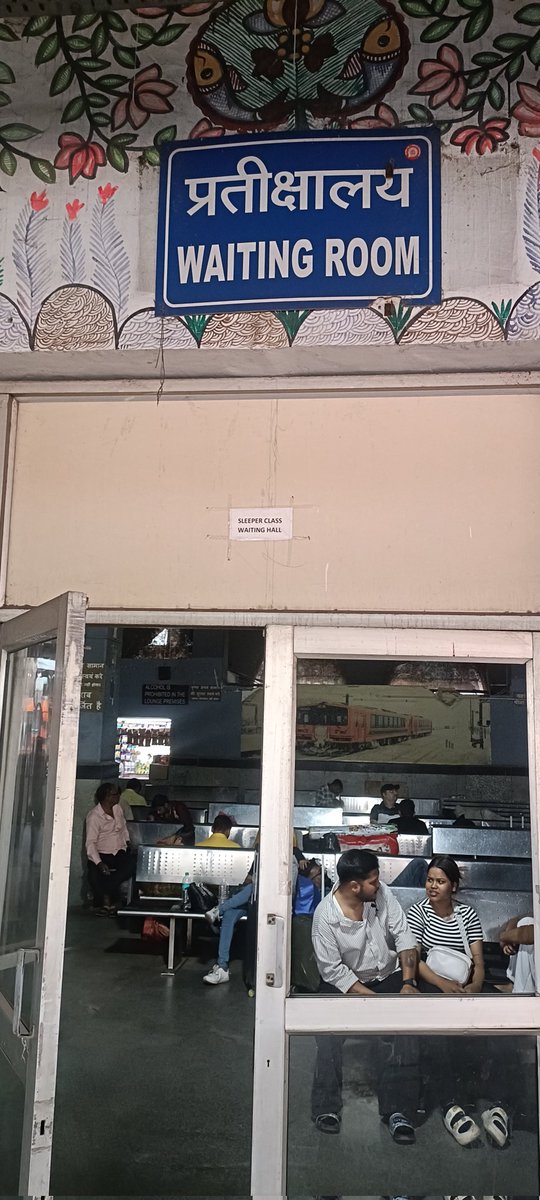 प्रतीक्षालय
WAITING ROOM
SLEEPER CLASS
WAITING HALL
ALCOHOL IS
PROHIBITED IN THE
LOUNGE PREMISES
सामान